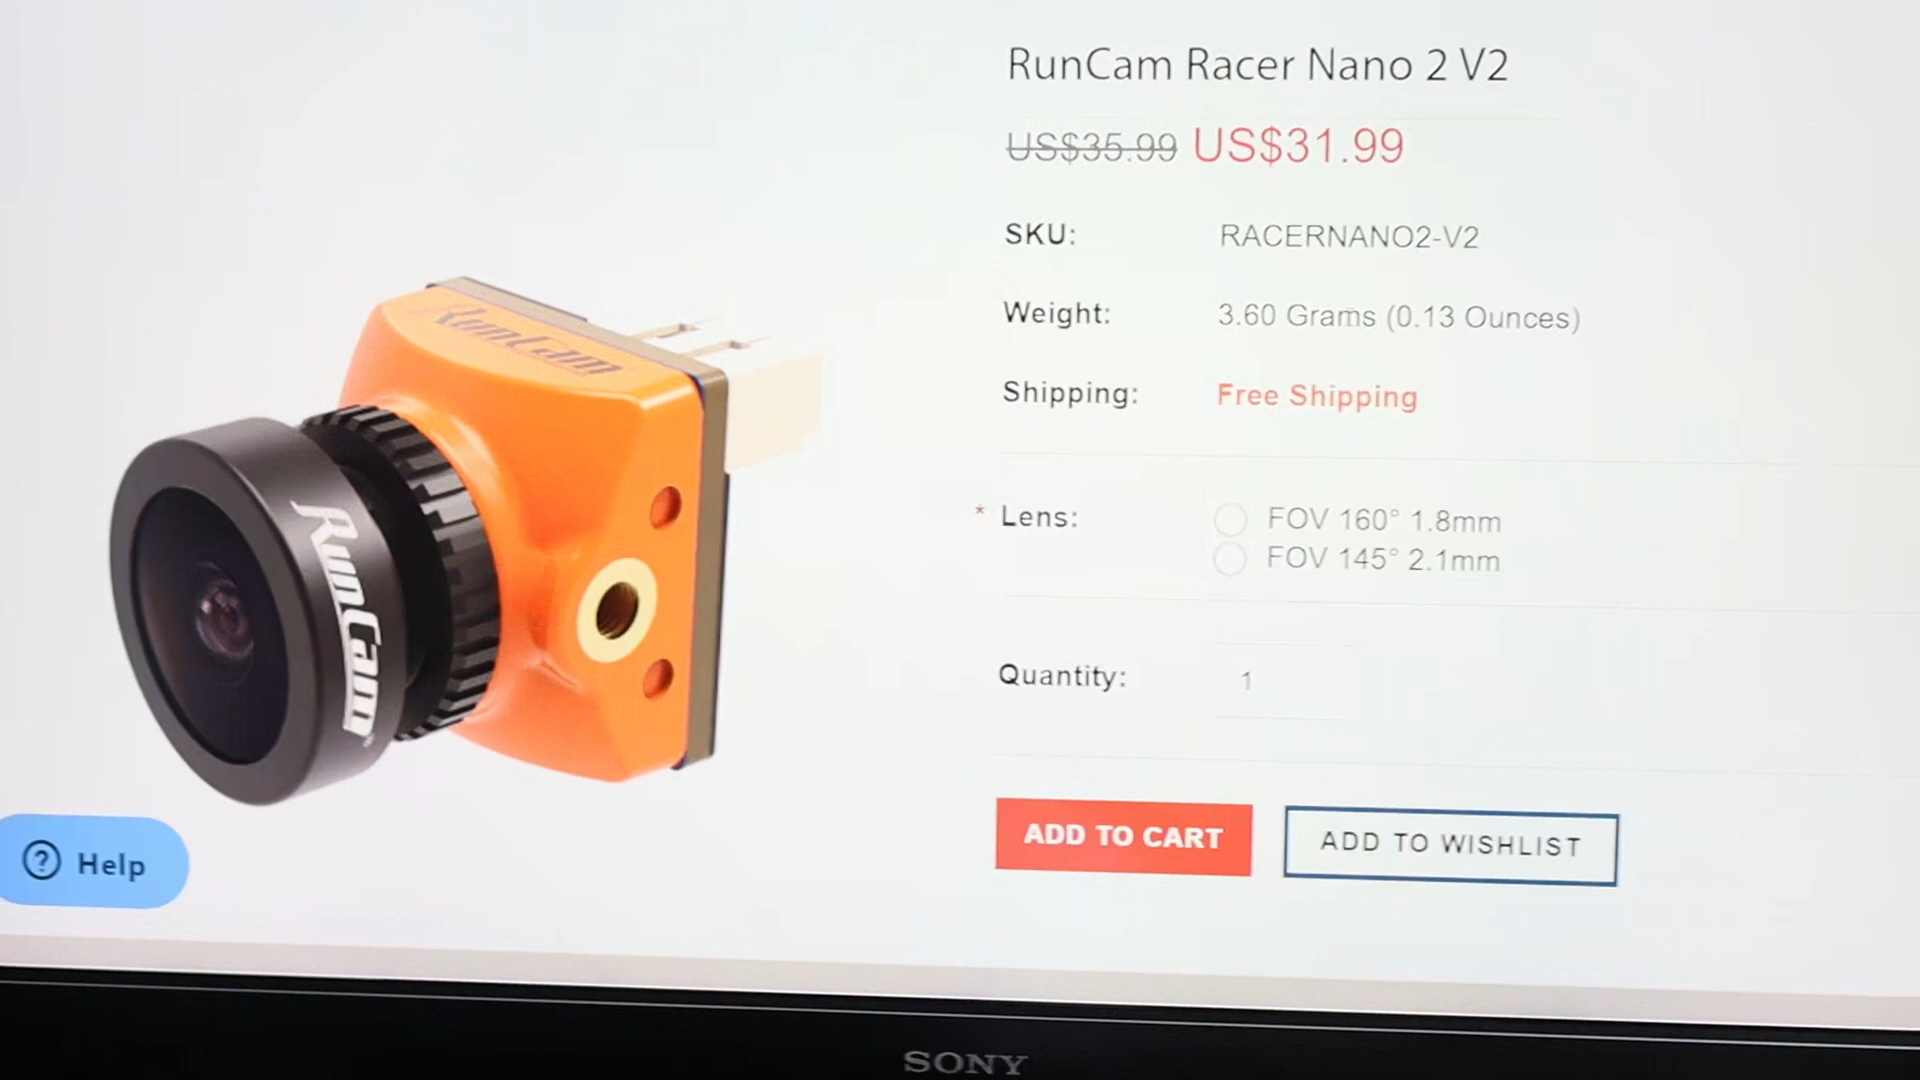 RunCam Racer Nano 2 V2
US$35.99 US$31.99
SKU: RACERNANO2-V2
Weight: 3.60 Grams (0.13 Ounces)
Shipping: Free Shipping
* Lens: FOV 160° 1.8mm
FOV 145° 2.1mm
Quantity: 1
ADD TO CART
ADD TO WISHLIST
RunCam
RunCam®
Help
SONY